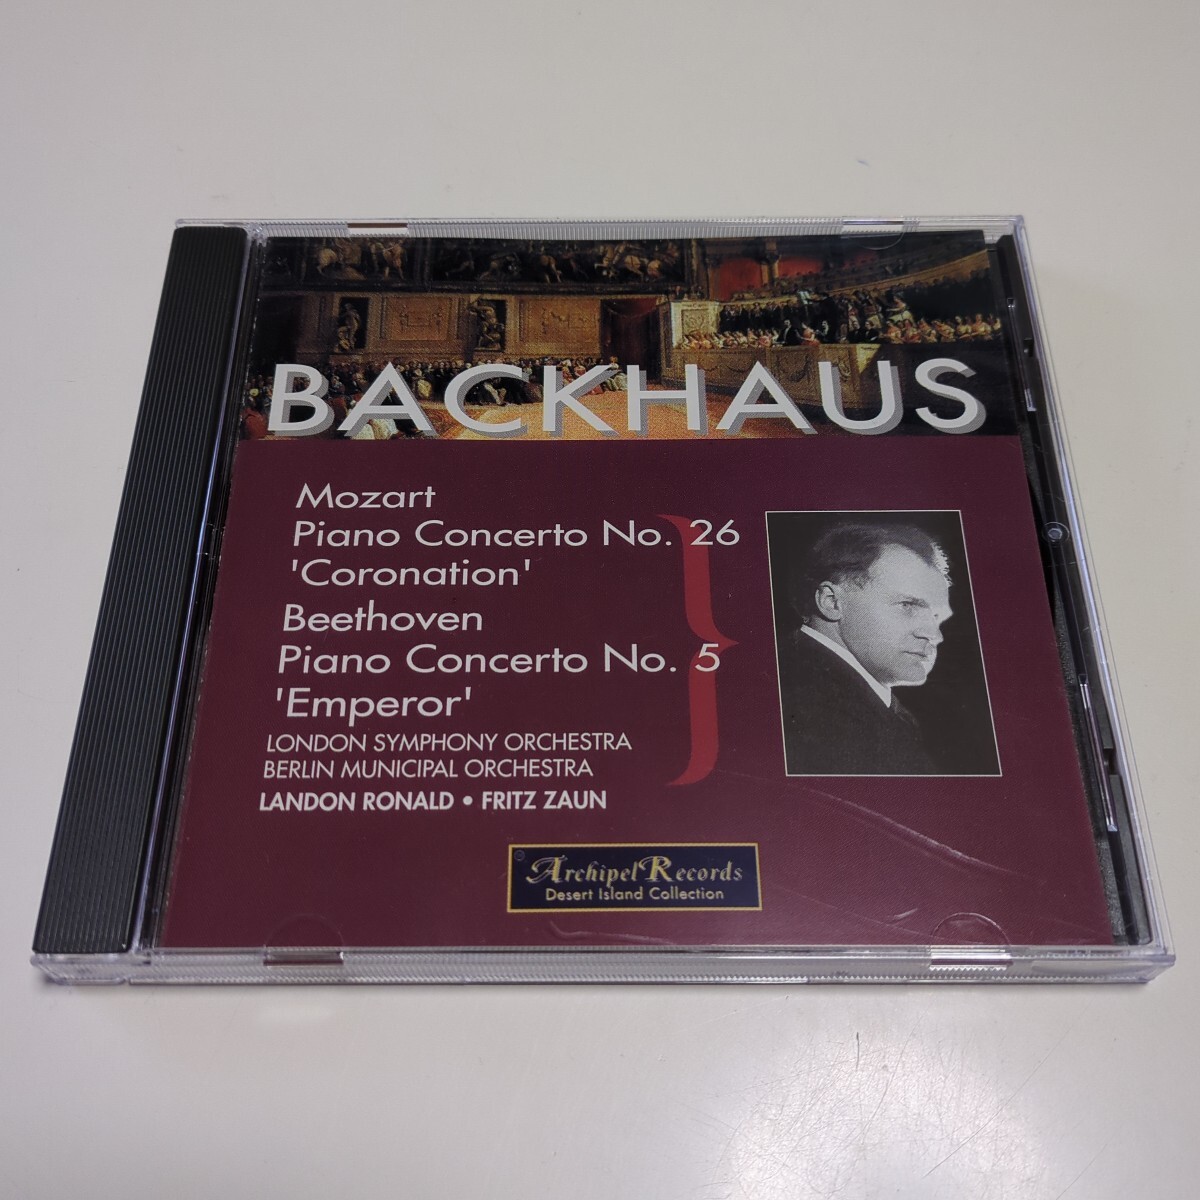 BACKHAUS
Mozart
Piano Concerto No. 26
'Coronation'
Beethoven
Piano Concerto No. 5
'Emperor'
LONDON SYMPHONY ORCHESTRA
BERLIN MUNICIPAL ORCHESTRA
LANDON RONALD • FRITZ ZAUN
Archipel Records
Desert Island Collection